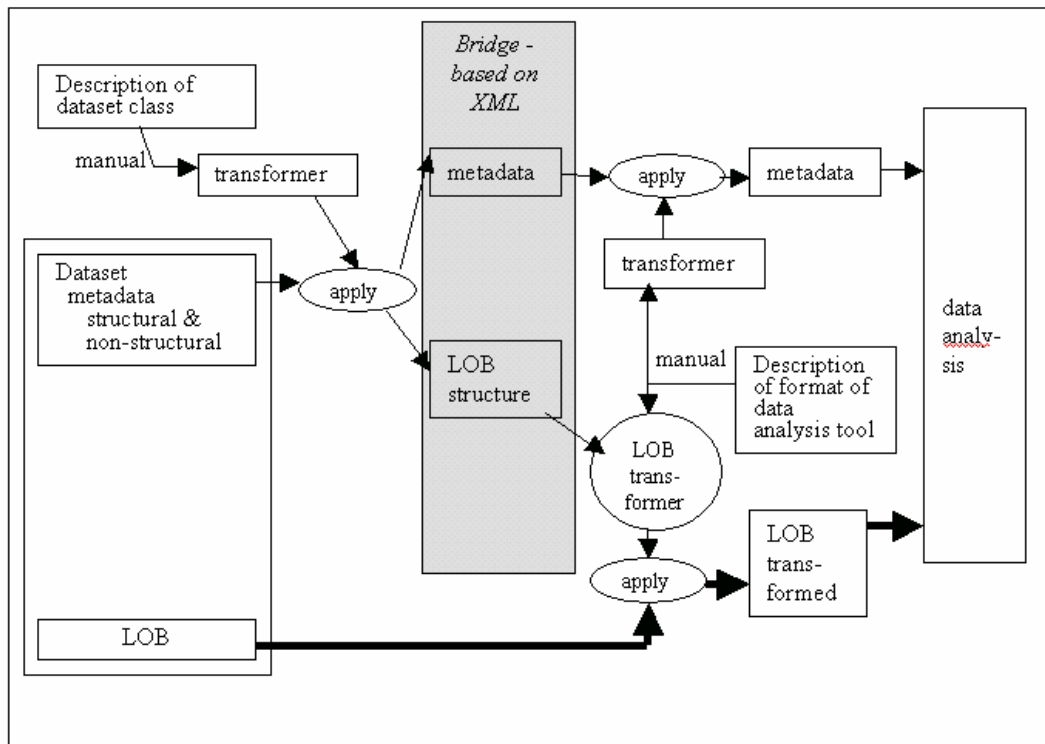 Bridge -
based on
XML
Description of
dataset class
manual
transformer
metadata
apply
metadata
Dataset
metadata
structural &
non-structural
apply
transformer
data
analy-
sis
LOB
structure
manual
Description
of format of
data
analysis tool
LOB
trans-
former
LOB
trans-
formed
apply
LOB